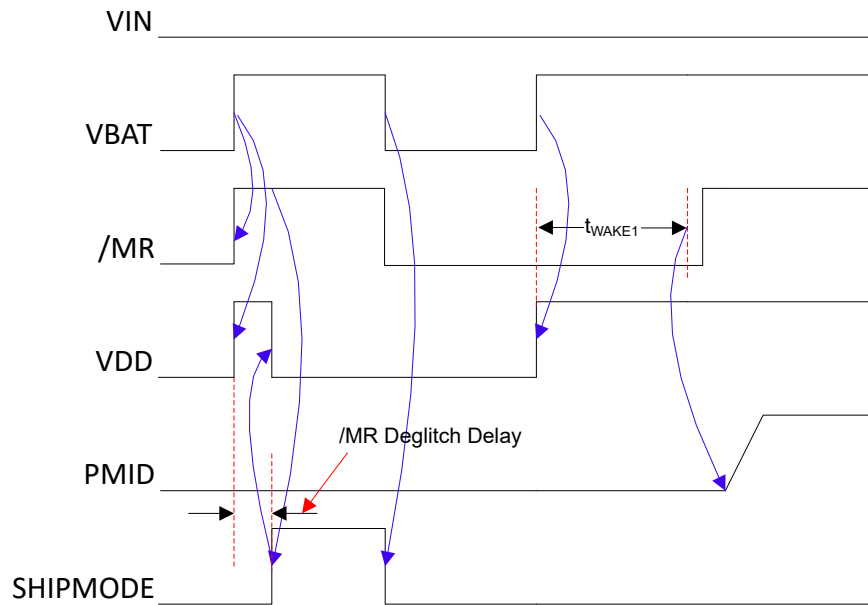 VIN
VBAT
/MR
tWAKE1
VDD
/MR Deglitch Delay
PMID
SHIPMODE